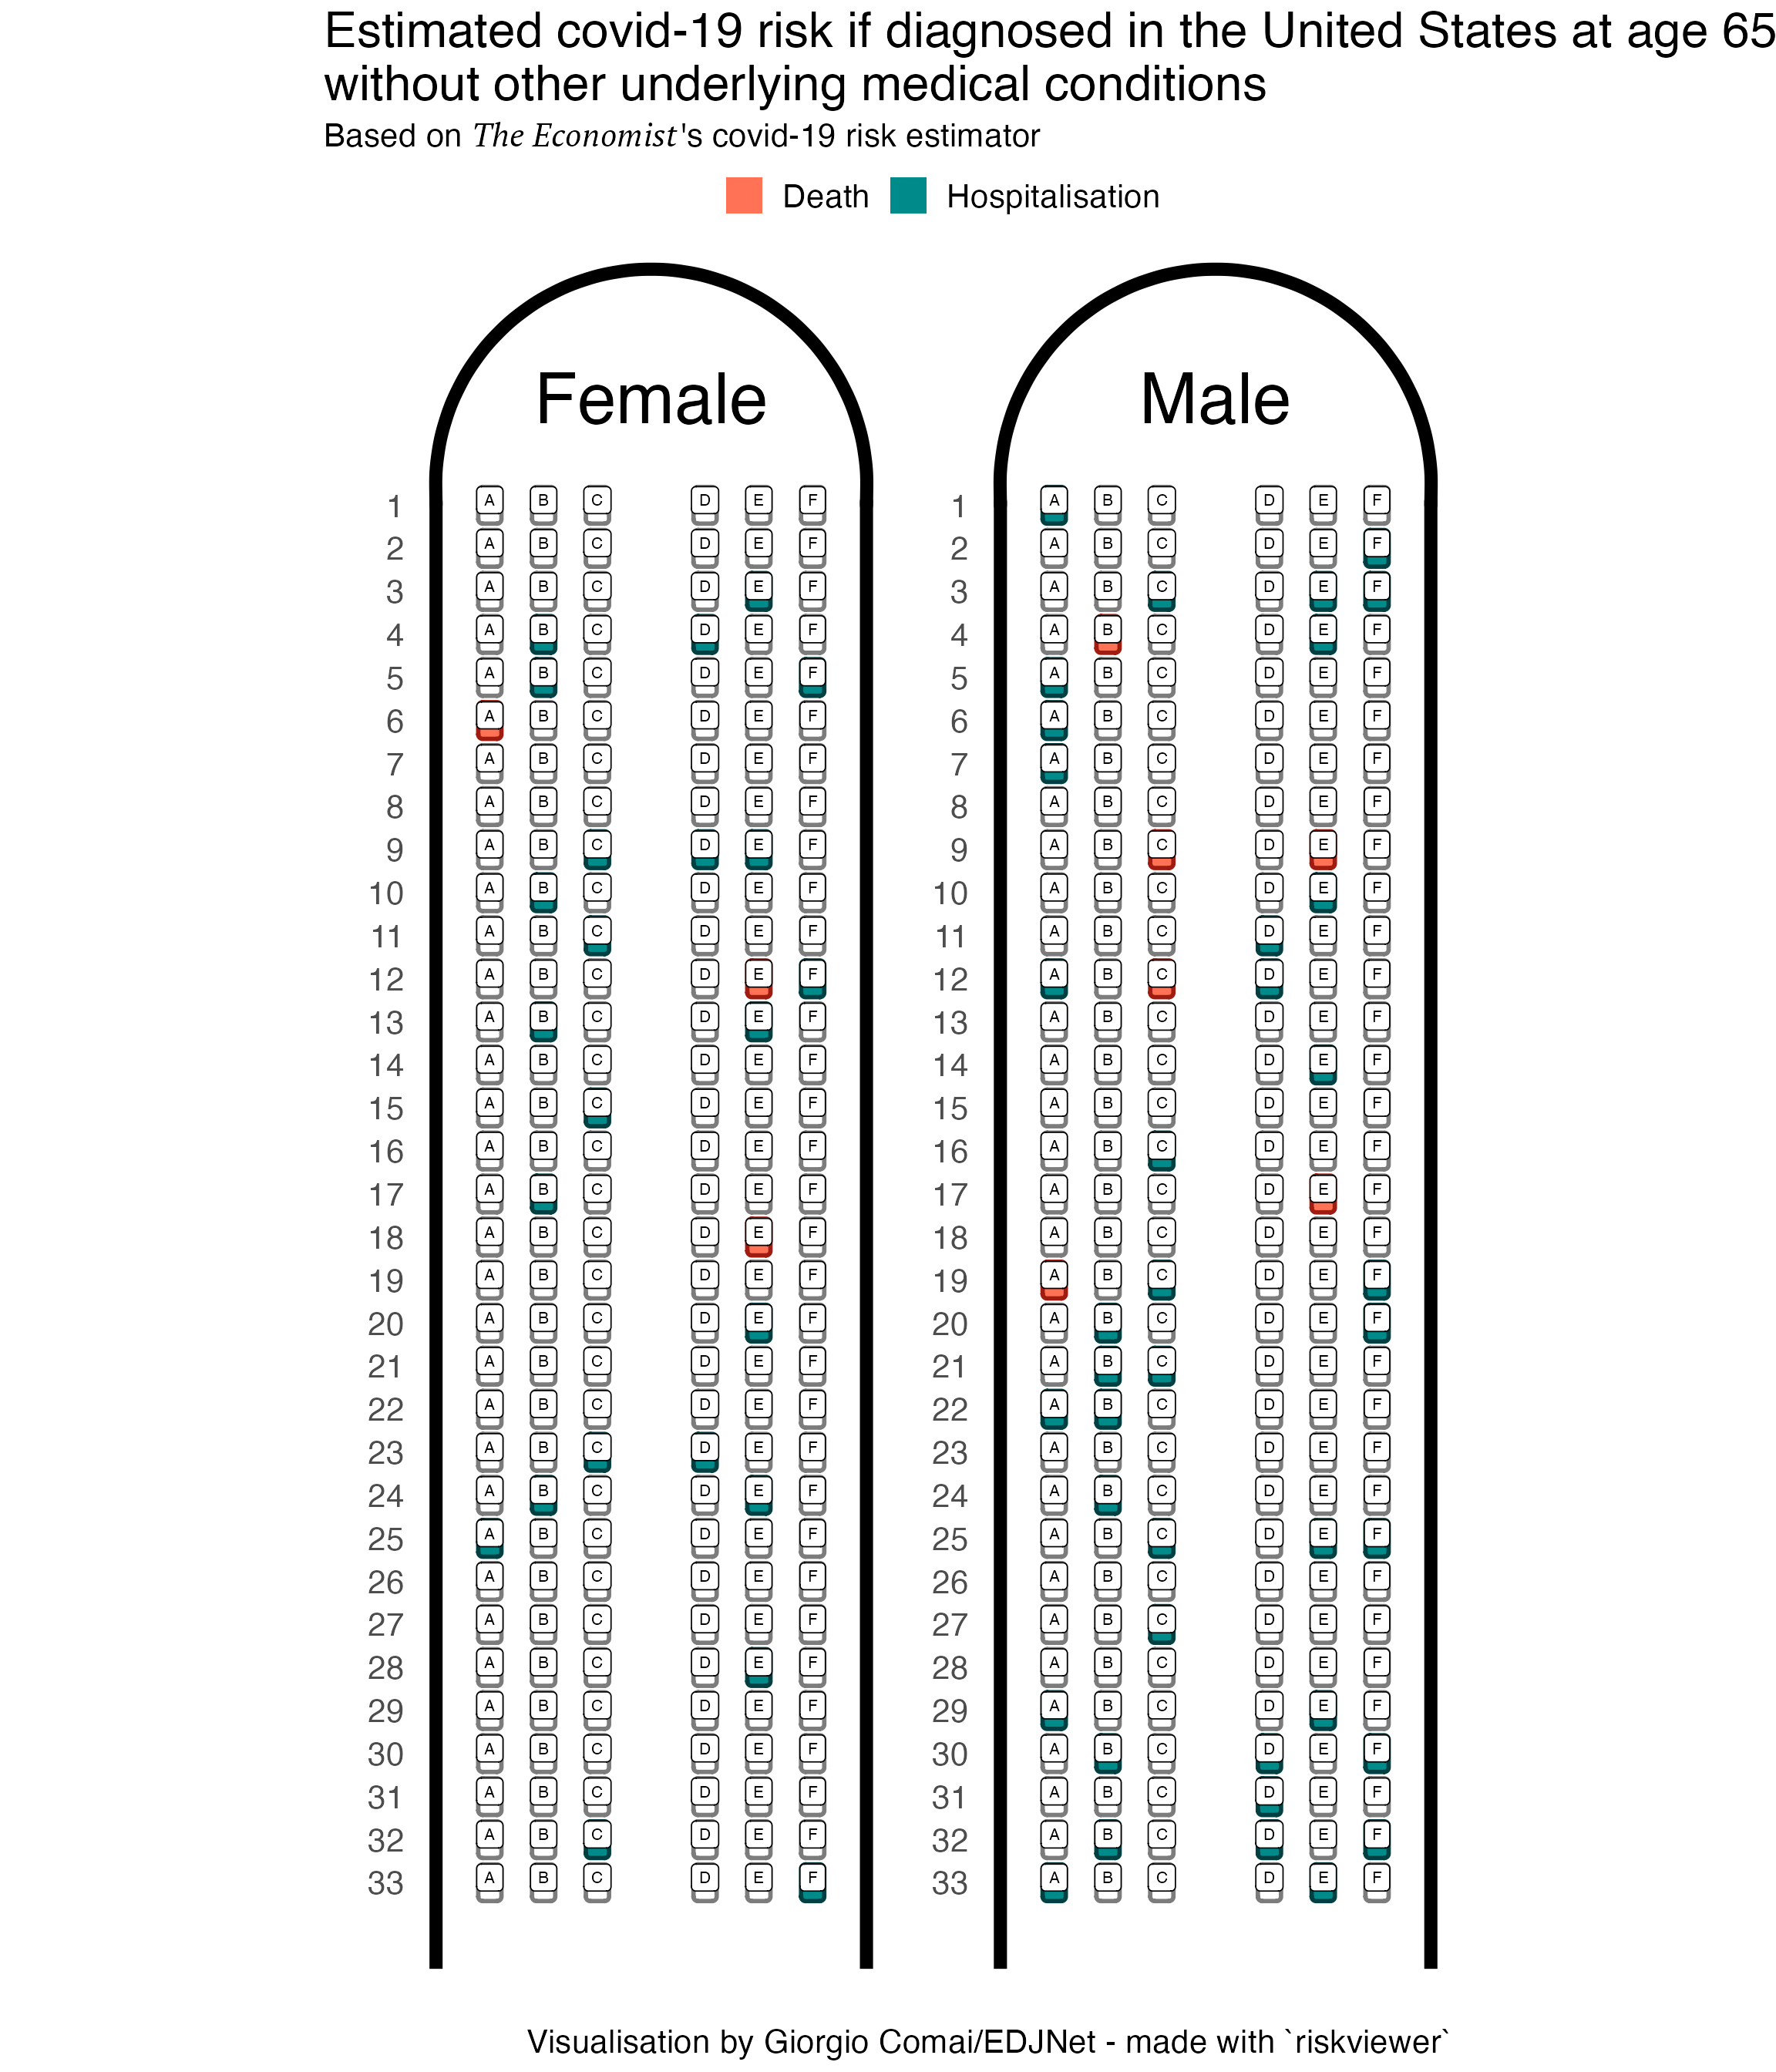 Estimated covid-19 risk if diagnosed in the United States at age 65
without other underlying medical conditions
Based on The Economist's covid-19 risk estimator
Death Hospitalisation
Female Male
1 A B C D E F 1 A B C D E F
2 A B C D E F 2 A B C D E F
3 A B C D E F 3 A B C D E F
4 A B C D E F 4 A B C D E F
5 A B C D E F 5 A B C D E F
6 A B C D E F 6 A B C D E F
7 A B C D E F 7 A B C D E F
8 A B C D E F 8 A B C D E F
9 A B C D E F 9 A B C D E F
10 A B C D E F 10 A B C D E F
11 A B C D E F 11 A B C D E F
12 A B C D E F 12 A B C D E F
13 A B C D E F 13 A B C D E F
14 A B C D E F 14 A B C D E F
15 A B C D E F 15 A B C D E F
16 A B C D E F 16 A B C D E F
17 A B C D E F 17 A B C D E F
18 A B C D E F 18 A B C D E F
19 A B C D E F 19 A B C D E F
20 A B C D E F 20 A B C D E F
21 A B C D E F 21 A B C D E F
22 A B C D E F 22 A B C D E F
23 A B C D E F 23 A B C D E F
24 A B C D E F 24 A B C D E F
25 A B C D E F 25 A B C D E F
26 A B C D E F 26 A B C D E F
27 A B C D E F 27 A B C D E F
28 A B C D E F 28 A B C D E F
29 A B C D E F 29 A B C D E F
30 A B C D E F 30 A B C D E F
31 A B C D E F 31 A B C D E F
32 A B C D E F 32 A B C D E F
33 A B C D E F 33 A B C D E F
Visualisation by Giorgio Comai/EDJNet - made with `riskviewer`